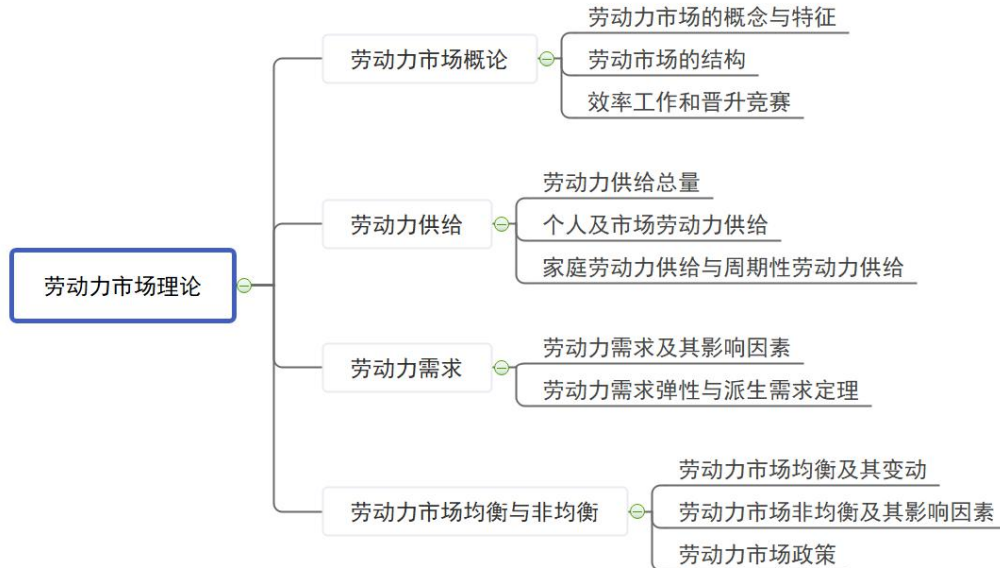 劳动力市场理论
劳动力市场概论
劳动力市场的概念与特征
劳动市场的结构
效率工作和晋升竞赛
劳动力供给
劳动力供给总量
个人及市场劳动力供给
家庭劳动力供给与周期性劳动力供给
劳动力需求
劳动力需求及其影响因素
劳动力需求弹性与派生需求定理
劳动力市场均衡与非均衡
劳动力市场均衡及其变动
劳动力市场非均衡及其影响因素
劳动力市场政策